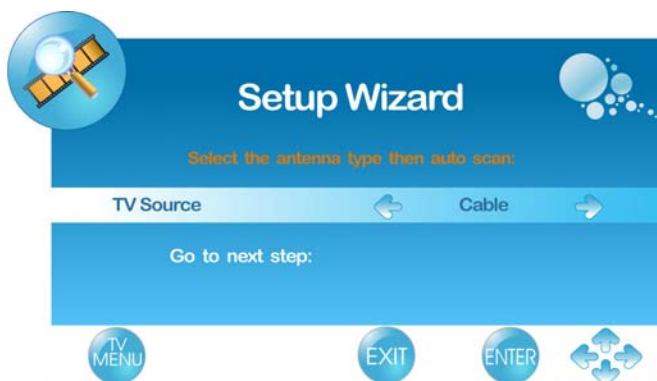 Setup Wizard
Select the antenna type then auto scan:
TV Source Cable
Go to next step:
TV
MENU EXIT ENTER